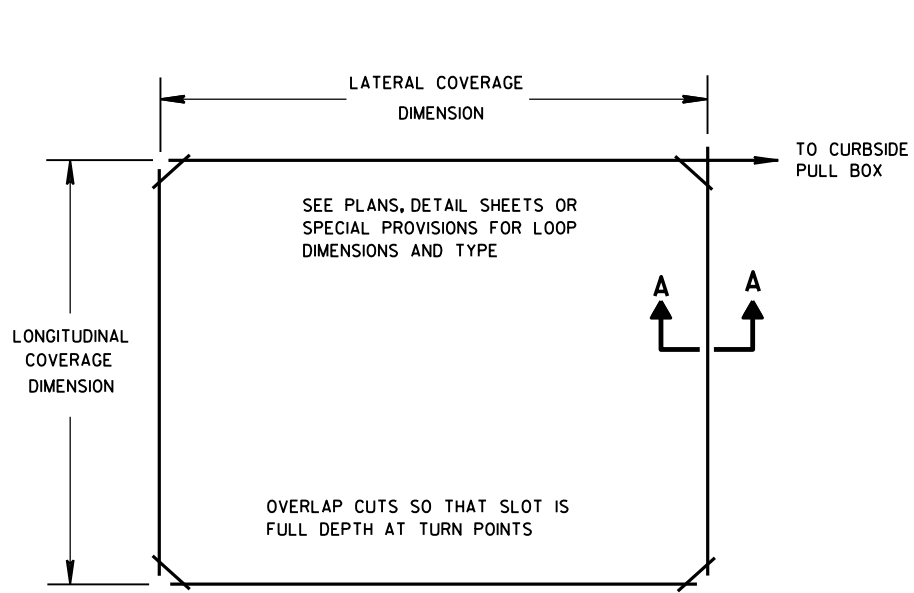 LATERAL COVERAGE
DIMENSION
TO CURBSIDE
PULL BOX
SEE PLANS, DETAIL SHEETS OR
SPECIAL PROVISIONS FOR LOOP
DIMENSIONS AND TYPE
A
A
LONGITUDINAL
COVERAGE
DIMENSION
OVERLAP CUTS SO THAT SLOT IS
FULL DEPTH AT TURN POINTS